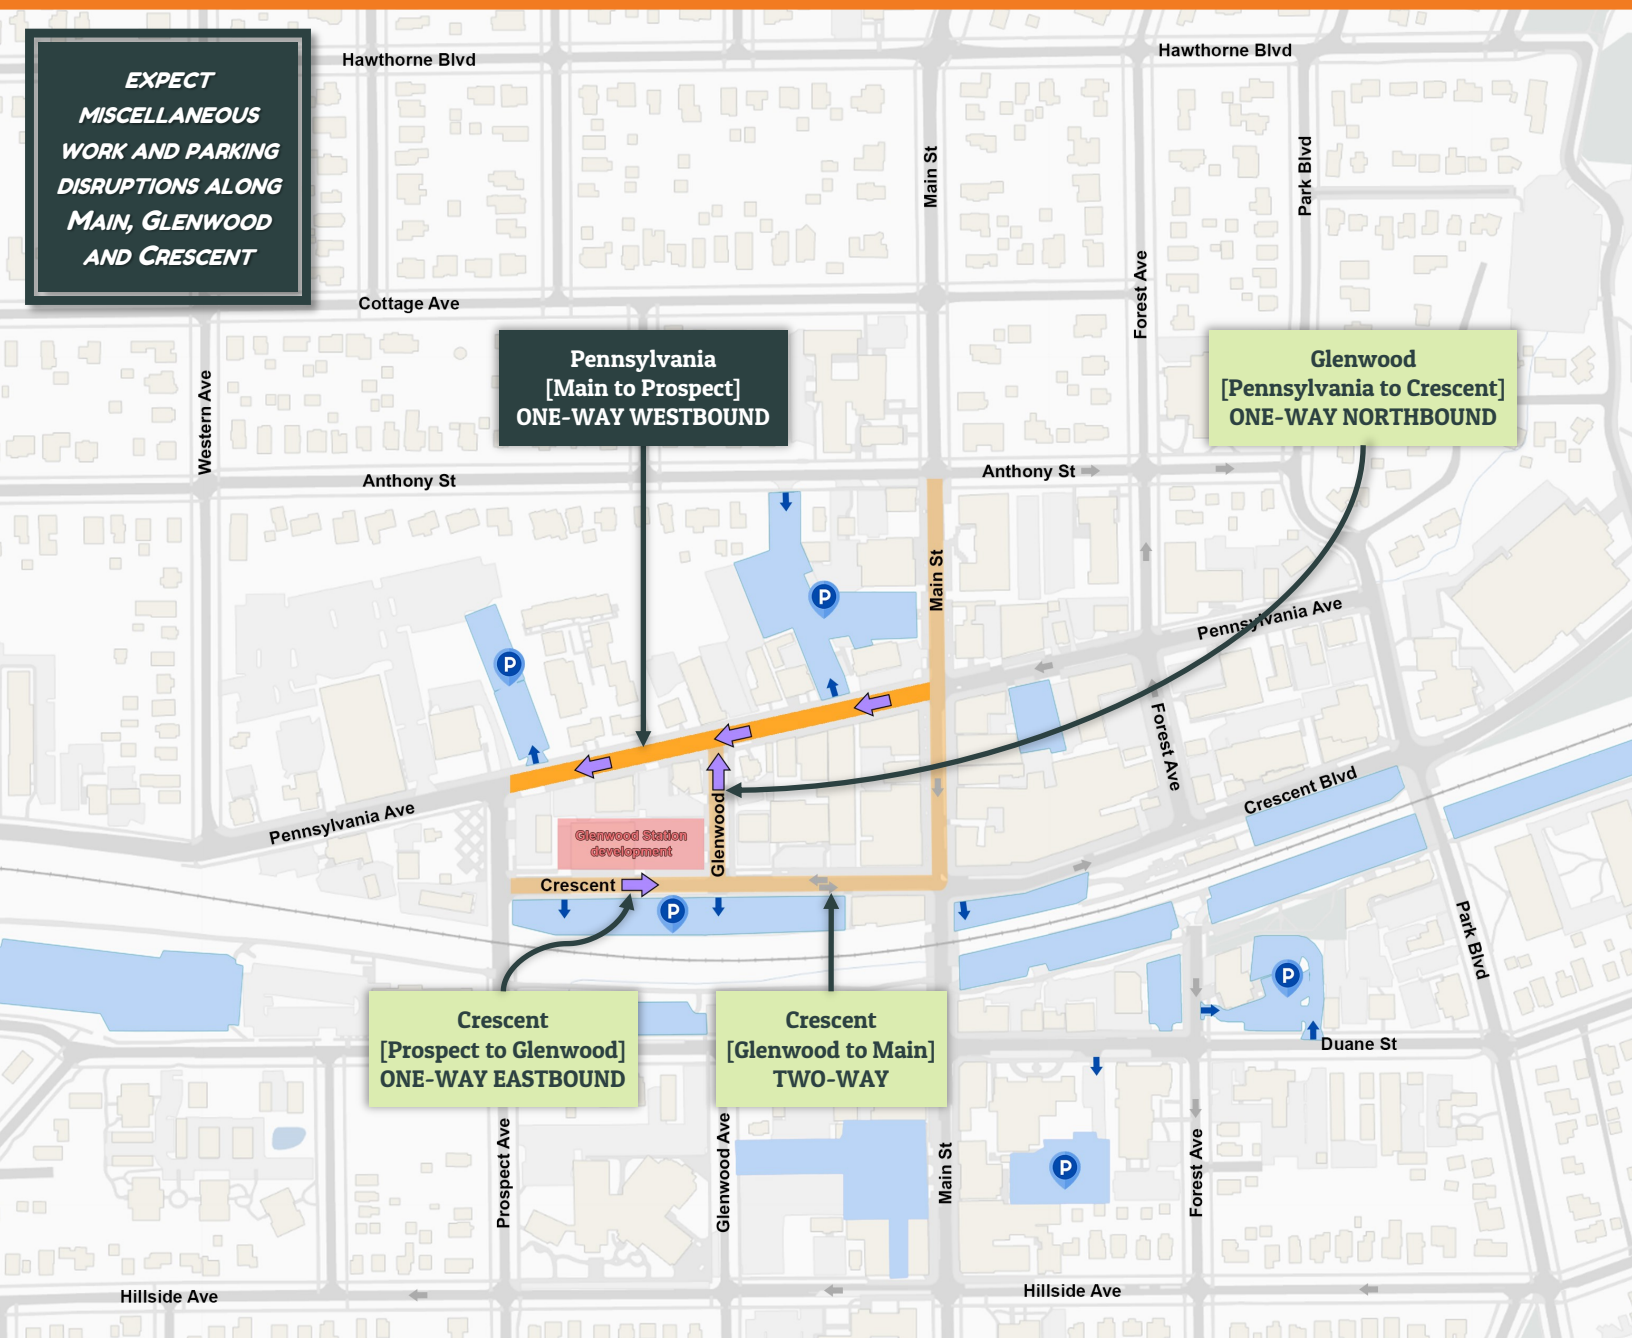 Hawthorne Blvd
Hawthorne Blvd
EXPECT
MISCELLANEOUS
WORK AND PARKING
DISRUPTIONS ALONG
MAIN, GLENWOOD
AND CRESCENT
Main St
Park Blvd
Forest Ave
Cottage Ave
Western Ave
Pennsylvania
[Main to Prospect]
ONE-WAY WESTBOUND
Glenwood
[Pennsylvania to Crescent]
ONE-WAY NORTHBOUND
Anthony St
Anthony St
Main St
P
P
Pennsylvania Ave
Forest Ave
Crescent Blvd
Pennsylvania Ave
Glenwood Station
development
Glenwood
Crescent
P
Park Blvd
P
Crescent
[Prospect to Glenwood]
ONE-WAY EASTBOUND
Crescent
[Glenwood to Main]
TWO-WAY
Duane St
Prospect Ave
Glenwood Ave
Main St
P
Forest Ave
Hillside Ave
Hillside Ave